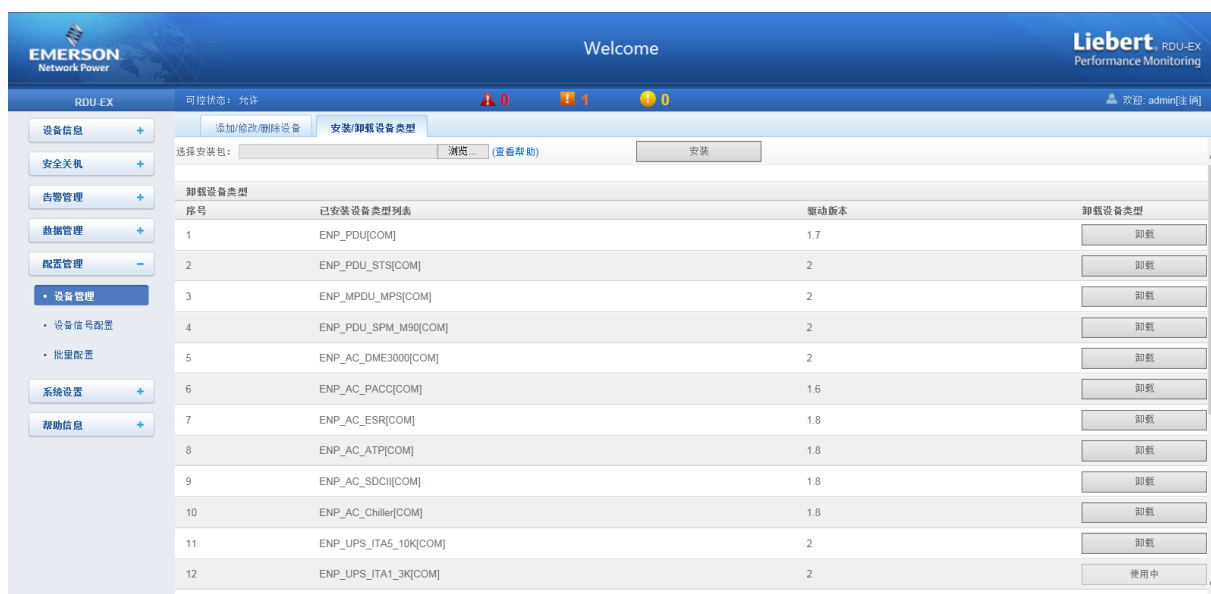 EMERSON
Network Power
Welcome
Liebert RDU-EX
Performance Monitoring
RDU-EX
可控状态: 允许
0
1
0
欢迎: admin[注销]
设备信息 +
安全关机 +
告警管理 +
数据管理 +
配置管理 −
• 设备管理
• 设备信号配置
• 批里配置
系统设置 +
帮助信息 +
添加/修改/删除设备 安装/卸载设备类型
选择安装包: 浏览... (查看帮助) 安装
卸载设备类型
序号 已安装设备类型列表 驱动版本 卸载设备类型
1 ENP_PDU[COM] 1.7 卸载
2 ENP_PDU_STS[COM] 2 卸载
3 ENP_MPDU_MPS[COM] 2 卸载
4 ENP_PDU_SPM_M90[COM] 2 卸载
5 ENP_AC_DME3000[COM] 2 卸载
6 ENP_AC_PACC[COM] 1.6 卸载
7 ENP_AC_ESR[COM] 1.8 卸载
8 ENP_AC_ATP[COM] 1.8 卸载
9 ENP_AC_SDCII[COM] 1.8 卸载
10 ENP_AC_Chiller[COM] 1.8 卸载
11 ENP_UPS_ITA5_10K[COM] 2 卸载
12 ENP_UPS_ITA1_3K[COM] 2 使用中